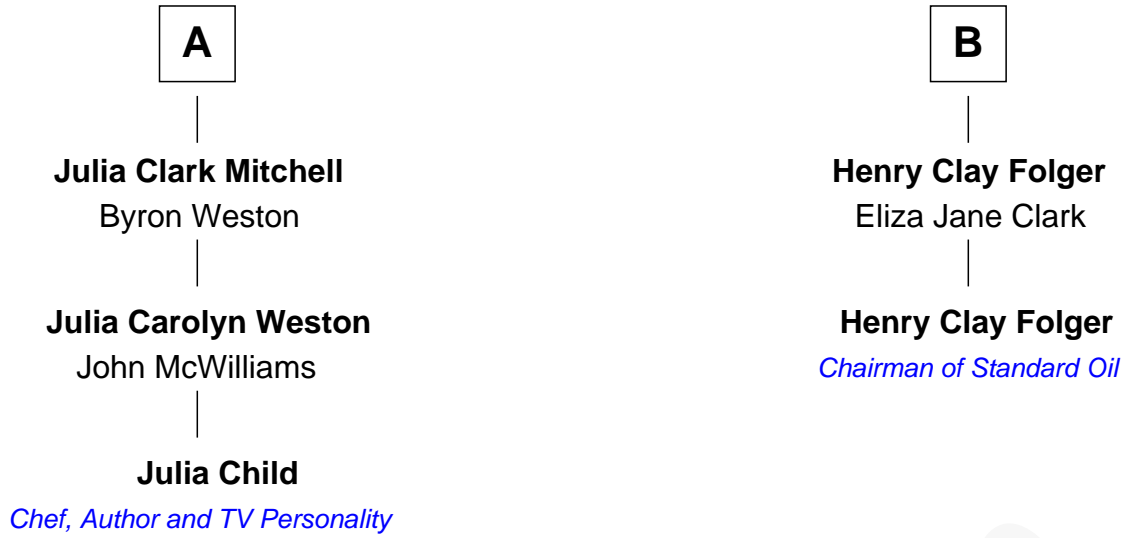 A
Julia Clark Mitchell
Byron Weston
Julia Carolyn Weston
John McWilliams
Julia Child
Chef, Author and TV Personality
B
Henry Clay Folger
Eliza Jane Clark
Henry Clay Folger
Chairman of Standard Oil